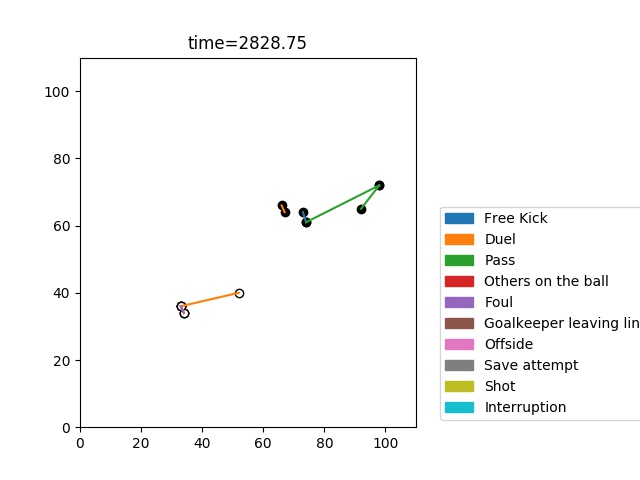 time=2828.75
100
80
60
40
20
0
0 20 40 60 80 100
Free Kick
Duel
Pass
Others on the ball
Foul
Goalkeeper leaving lin
Offside
Save attempt
Shot
Interruption